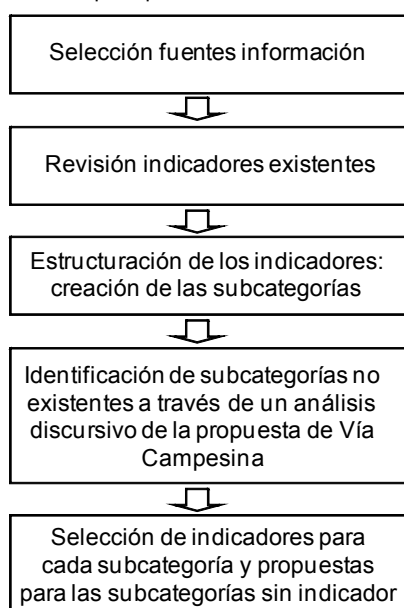 Selección fuentes información
Revisión indicadores existentes
Estructuración de los indicadores:
creación de las subcategorías
Identificación de subcategorías no
existentes a través de un análisis
discursivo de la propuesta de Vía
Campesina
Selección de indicadores para
cada subcategoría y propuestas
para las subcategorías sin indicador